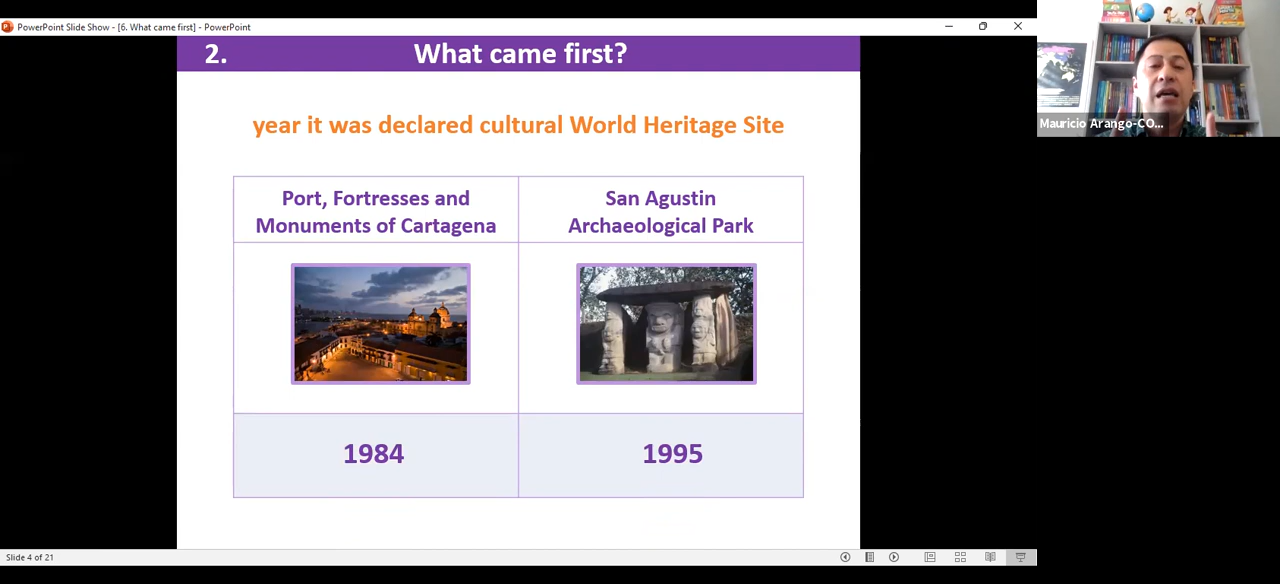 PowerPoint Slide Show - [6. What came first] - PowerPoint
2. What came first?
year it was declared cultural World Heritage Site
Port, Fortresses and
Monuments of Cartagena
San Agustin
Archaeological Park
1984
1995
Slide 4 of 21
Mauricio Arango-CO...